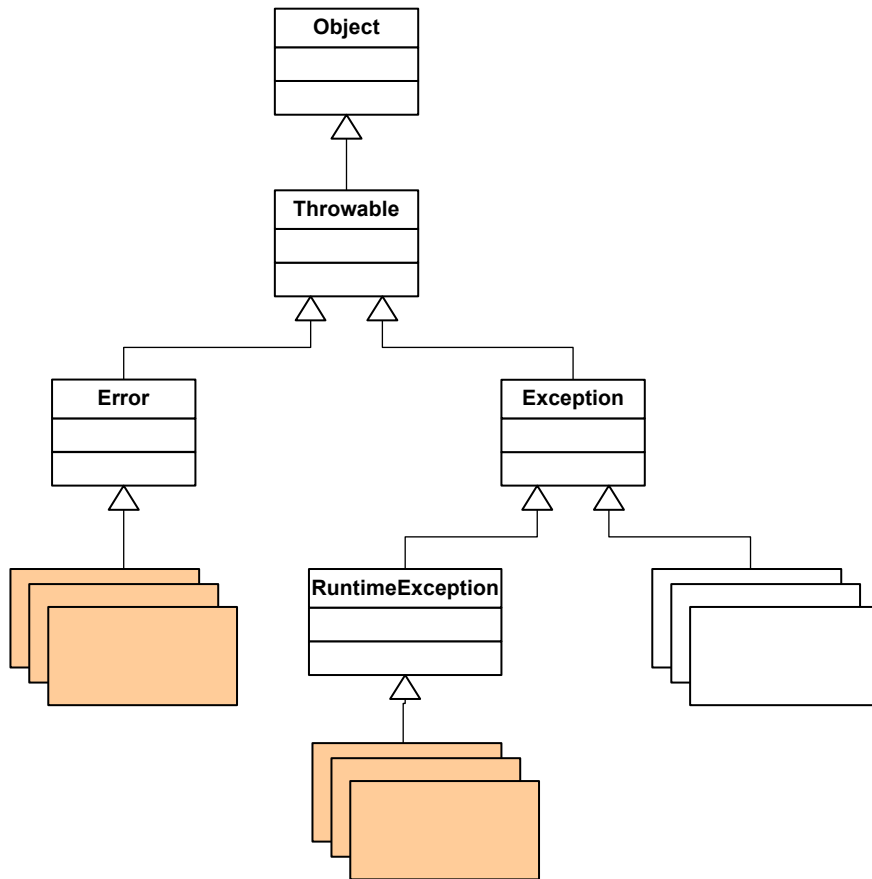 Object
Throwable
Error
Exception
RuntimeException